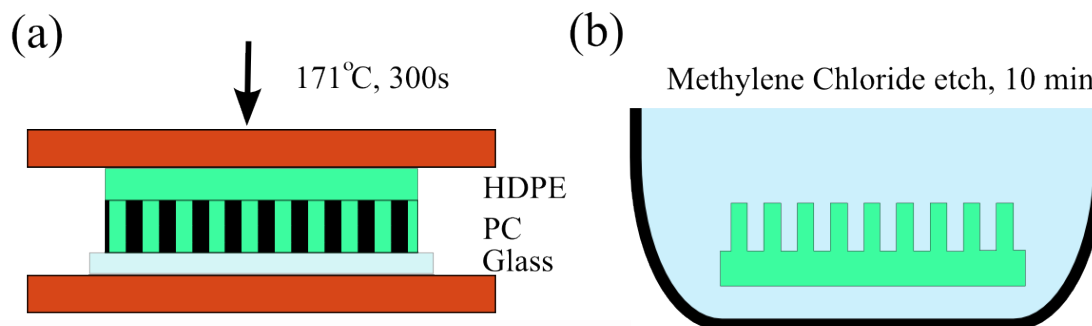 (a)
171°C, 300s
HDPE
PC
Glass
(b)
Methylene Chloride etch, 10 min